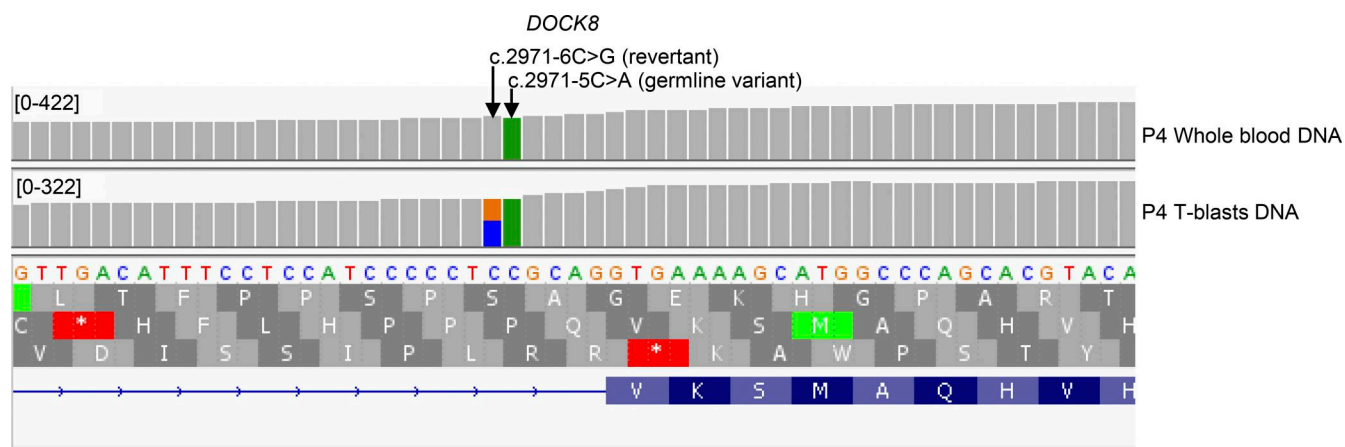 DOCK8
c.2971-6C>G (revertant)
c.2971-5C>A (germline variant)
[0-422]
P4 Whole blood DNA
[0-322]
P4 T-blasts DNA
G T T G A C A T T T C C T C C A T C C C C C T C C G C A G G T G A A A A G C A T G G C C C A G C A C G T A C A
L T F P P S P S A G E K H G P A R T
C * H F L H P P P Q V K S M A Q H V H
V D I S S I P L R R * K A W P S T Y
V K S M A Q H V H